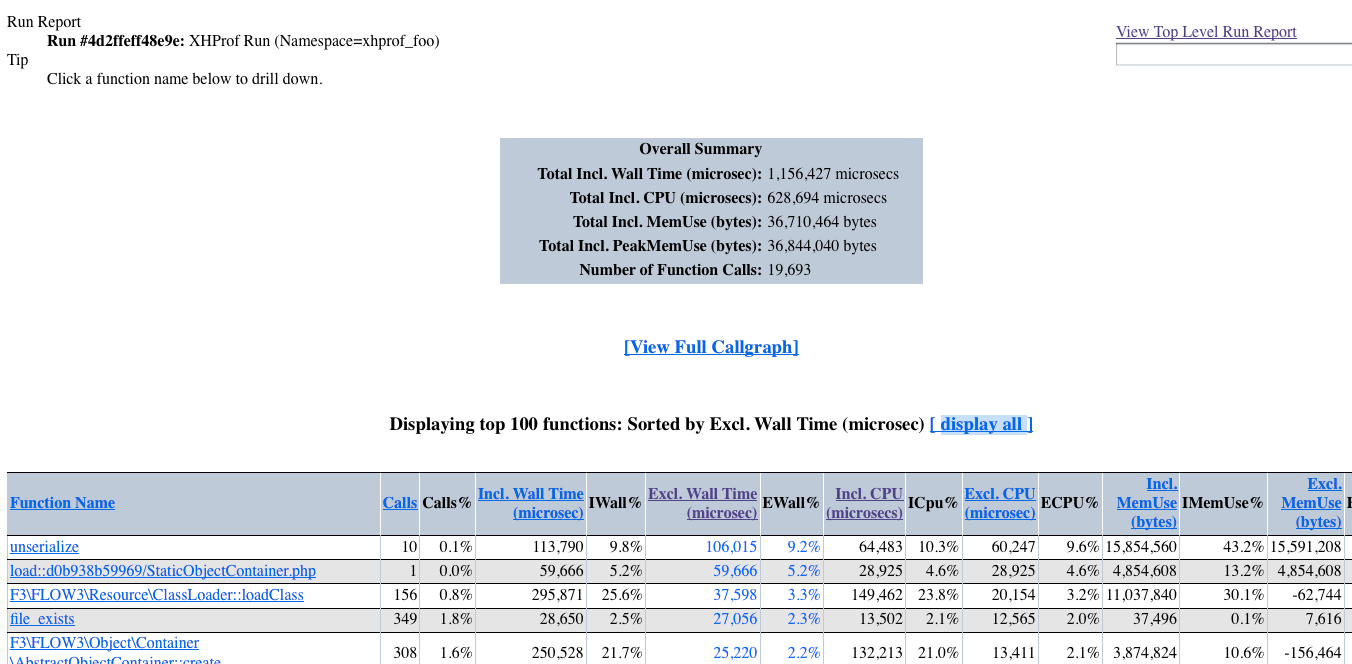 Run Report
Run #4d2ffeff48e9e: XHProf Run (Namespace=xhprof_foo)
Tip
Click a function name below to drill down.
View Top Level Run Report
Overall Summary
Total Incl. Wall Time (microsec): 1,156,427 microsecs
Total Incl. CPU (microsecs): 628,694 microsecs
Total Incl. MemUse (bytes): 36,710,464 bytes
Total Incl. PeakMemUse (bytes): 36,844,040 bytes
Number of Function Calls: 19,693
[View Full Callgraph]
Displaying top 100 functions: Sorted by Excl. Wall Time (microsec) [ display all ]
Function Name Calls Calls% Incl. Wall Time (microsec) IWall% Excl. Wall Time (microsec) EWall% Incl. CPU (microsecs) ICpu% Excl. CPU (microsec) ECPU% Incl. MemUse (bytes) IMemUse% Excl. MemUse (bytes)
unserialize 10 0.1% 113,790 9.8% 106,015 9.2% 64,483 10.3% 60,247 9.6% 15,854,560 43.2% 15,591,208
load::d0b938b59969/StaticObjectContainer.php 1 0.0% 59,666 5.2% 59,666 5.2% 28,925 4.6% 28,925 4.6% 4,854,608 13.2% 4,854,608
F3\FLOW3\Resource\ClassLoader::loadClass 156 0.8% 295,871 25.6% 37,598 3.3% 149,462 23.8% 20,154 3.2% 11,037,840 30.1% -62,744
file_exists 349 1.8% 28,650 2.5% 27,056 2.3% 13,502 2.1% 12,565 2.0% 37,496 0.1% 7,616
F3\FLOW3\Object\Container
\AbstractObjectContainer::create 308 1.6% 250,528 21.7% 25,220 2.2% 132,213 21.0% 13,411 2.1% 3,874,824 10.6% -156,464